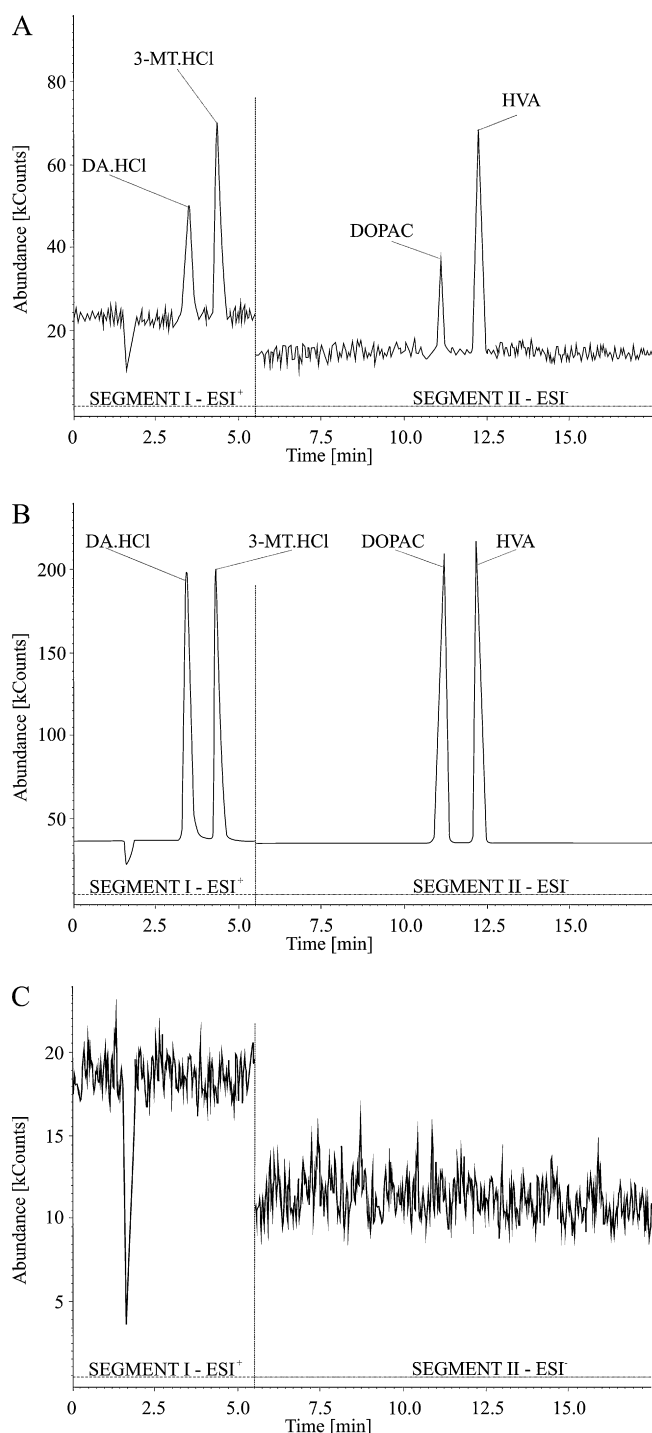 A
3-MT.HCl
HVA
DA.HCl
DOPAC
Abundance [kCounts]
80
60
40
20
SEGMENT I - ESI+
SEGMENT II - ESI-
0 2.5 5.0 7.5 10.0 12.5 15.0
Time [min]
B
DA.HCl 3-MT.HCl DOPAC HVA
Abundance [kCounts]
200
150
100
50
SEGMENT I - ESI+
SEGMENT II - ESI-
0 2.5 5.0 7.5 10.0 12.5 15.0
Time [min]
C
Abundance [kCounts]
20
15
10
5
SEGMENT I - ESI+
SEGMENT II - ESI-
0 2.5 5.0 7.5 10.0 12.5 15.0
Time [min]